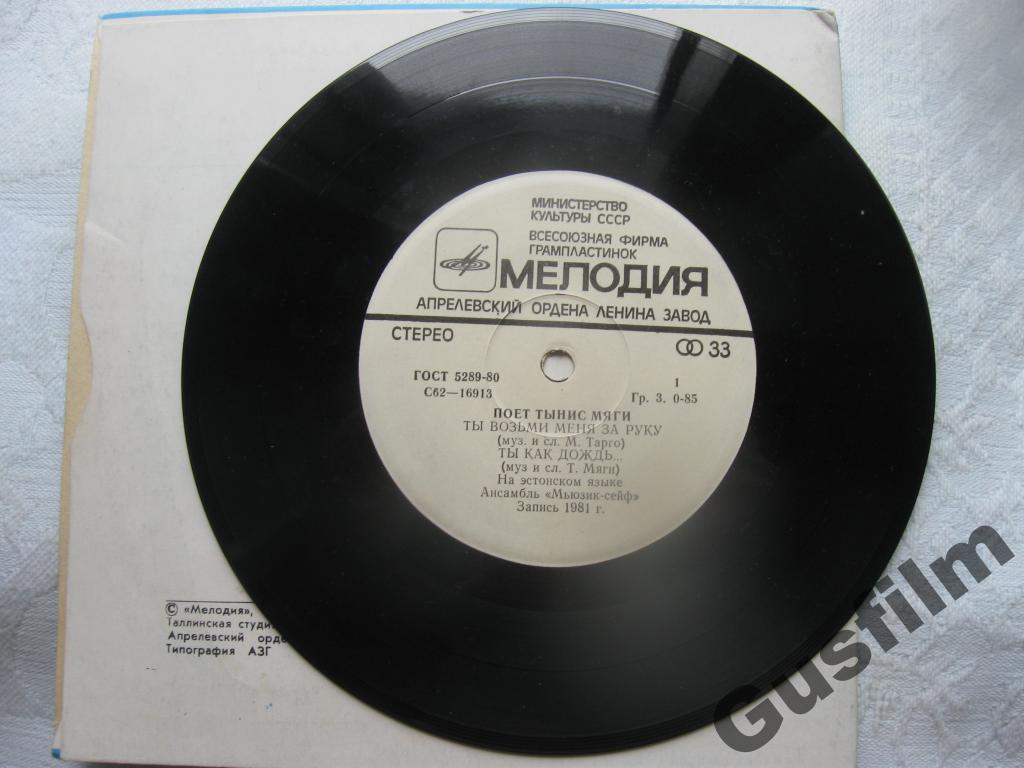 МИНИСТЕРСТВО
КУЛЬТУРЫ СССР
ВСЕСОЮЗНАЯ ФИРМА
ГРАМПЛАСТИНОК
МЕЛОДИЯ
АПРЕЛЕВСКИЙ ОРДЕНА ЛЕНИНА ЗАВОД
СТЕРЕО
33
ГОСТ 5289-80
С62—16913
1
Гр. 3. 0-85
ПОЕТ ТЫНИС МЯГИ
ТЫ ВОЗЬМИ МЕНЯ ЗА РУКУ
(муз. и сл. М. Тарго)
ТЫ КАК ДОЖДЬ...
(муз и сл. Т. Мяги)
На эстонском языке
Ансамбль «Мьюзик-сейф»
Запись 1981 г.
© «Мелодия»,
Таллинская студи
Апрелевский орде
Типография АЗГ
Gusfilm